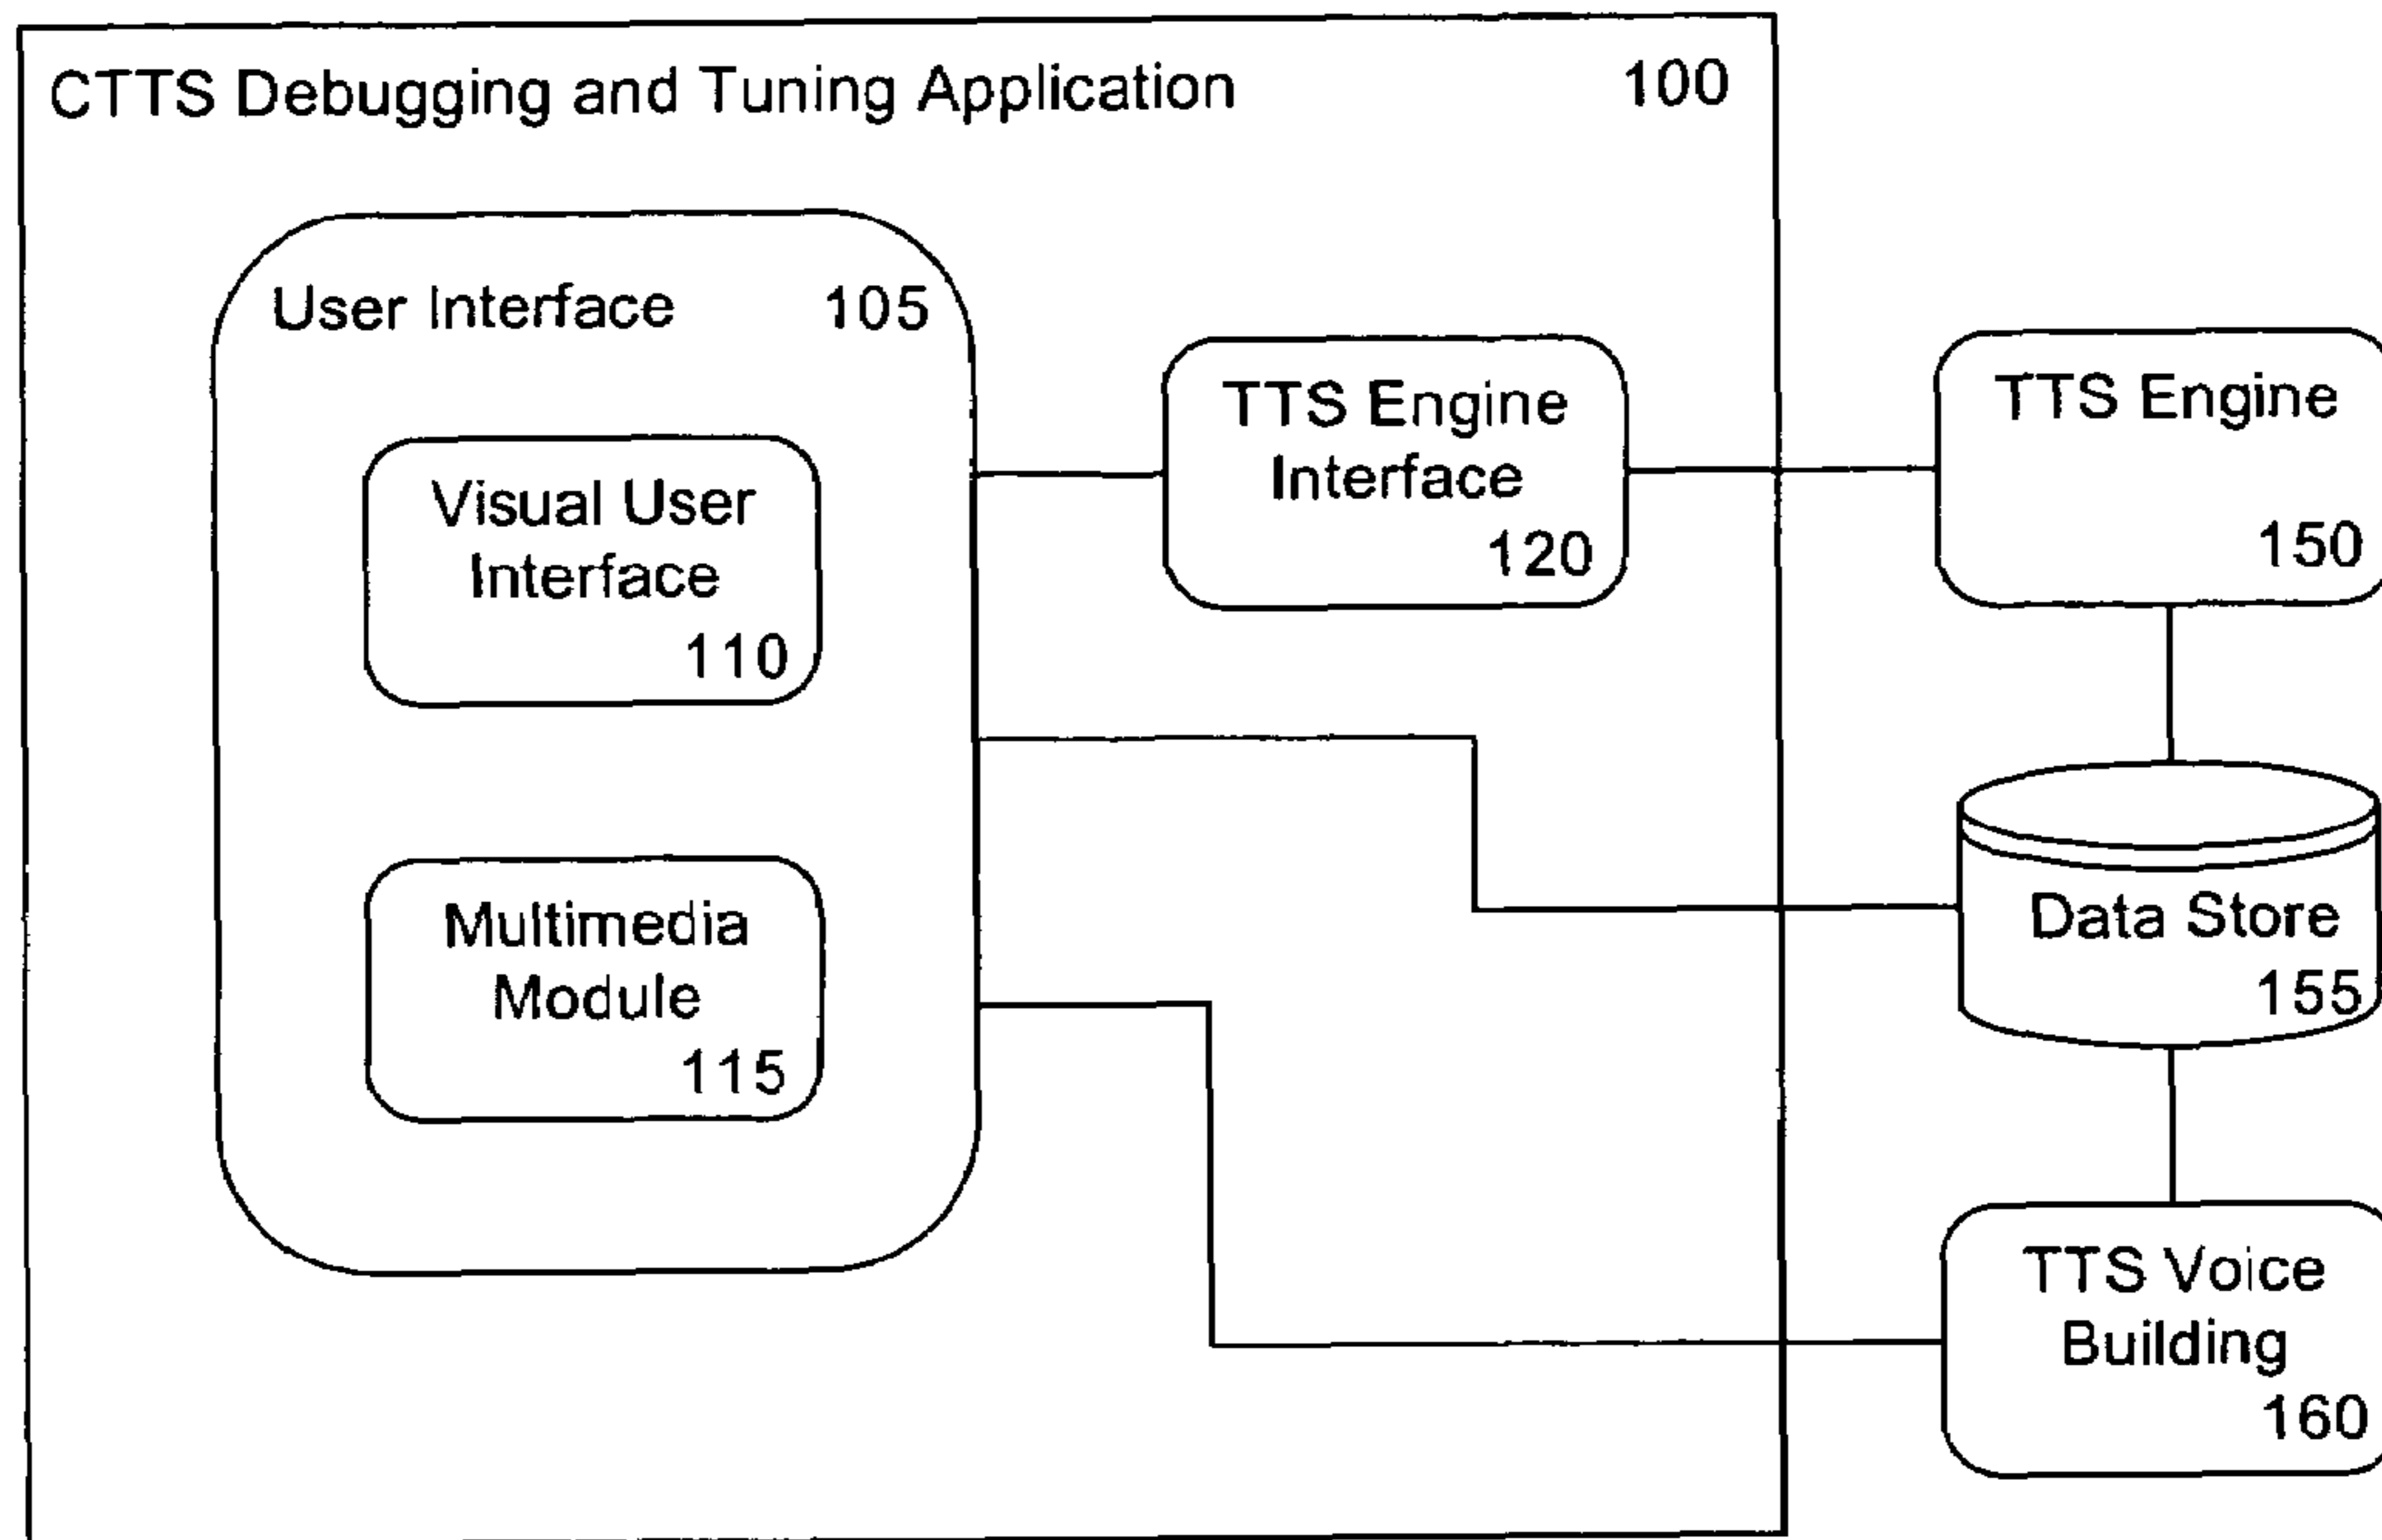 CTTS Debugging and Tuning Application 100
User Interface 105
Visual User
Interface
110
Multimedia
Module
115
TTS Engine
Interface
120
TTS Engine
150
Data Store
155
TTS Voice
Building
160